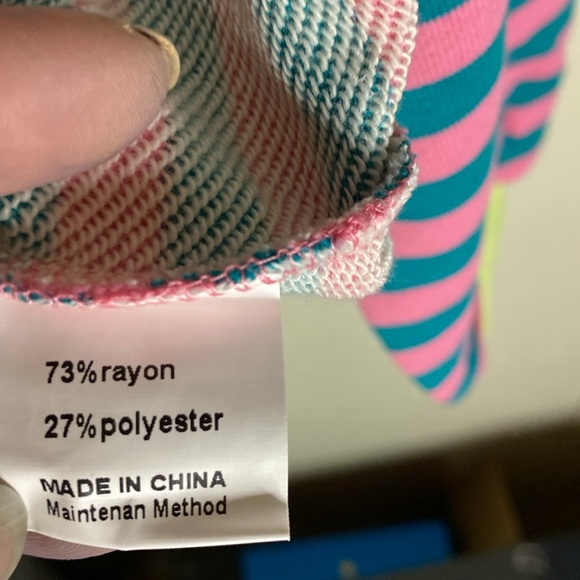 73%rayon
27%polyester
MADE IN CHINA
Maintenan Method